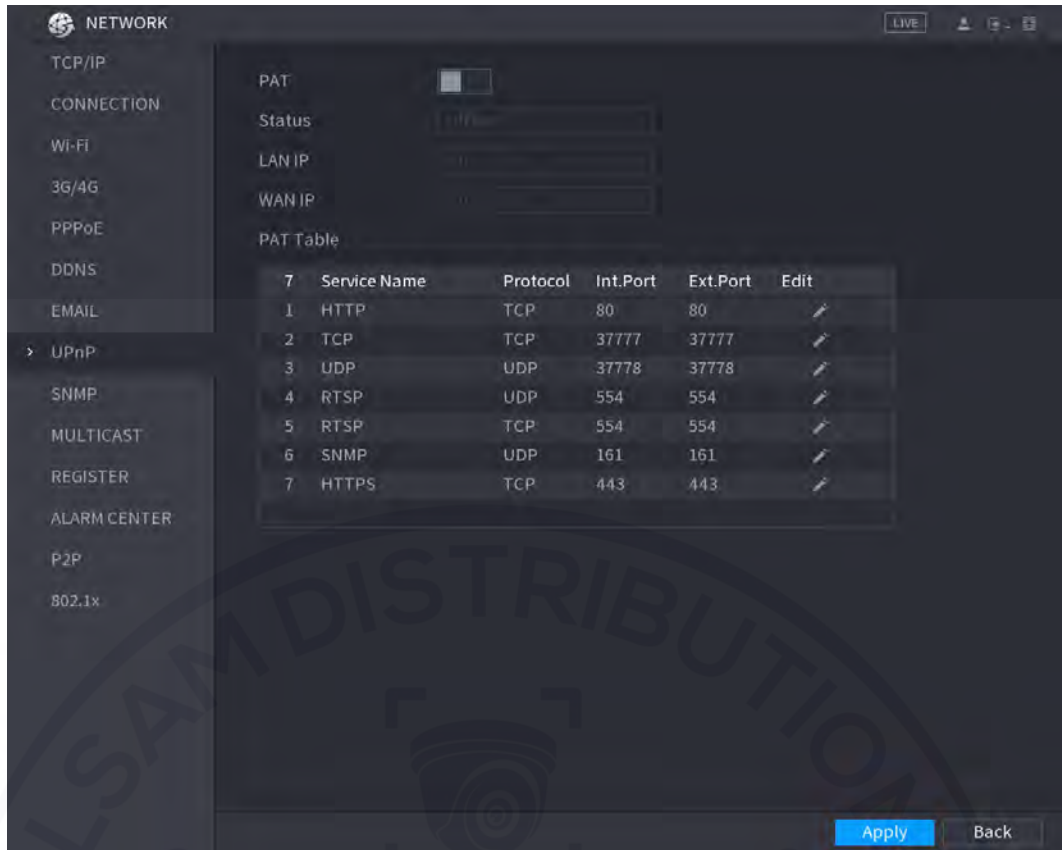 NETWORK
LIVE
TCP/IP
CONNECTION
Wi-Fi
3G/4G
PPPoE
DDNS
EMAIL
UPnP
SNMP
MULTICAST
REGISTER
ALARM CENTER
P2P
802.1x
PAT
Status
LAN IP
WAN IP
PAT Table
7 Service Name Protocol Int.Port Ext.Port Edit
1 HTTP TCP 80 80
2 TCP TCP 37777 37777
3 UDP UDP 37778 37778
4 RTSP UDP 554 554
5 RTSP TCP 554 554
6 SNMP UDP 161 161
7 HTTPS TCP 443 443
SAM DISTRIBUTION
Apply Back